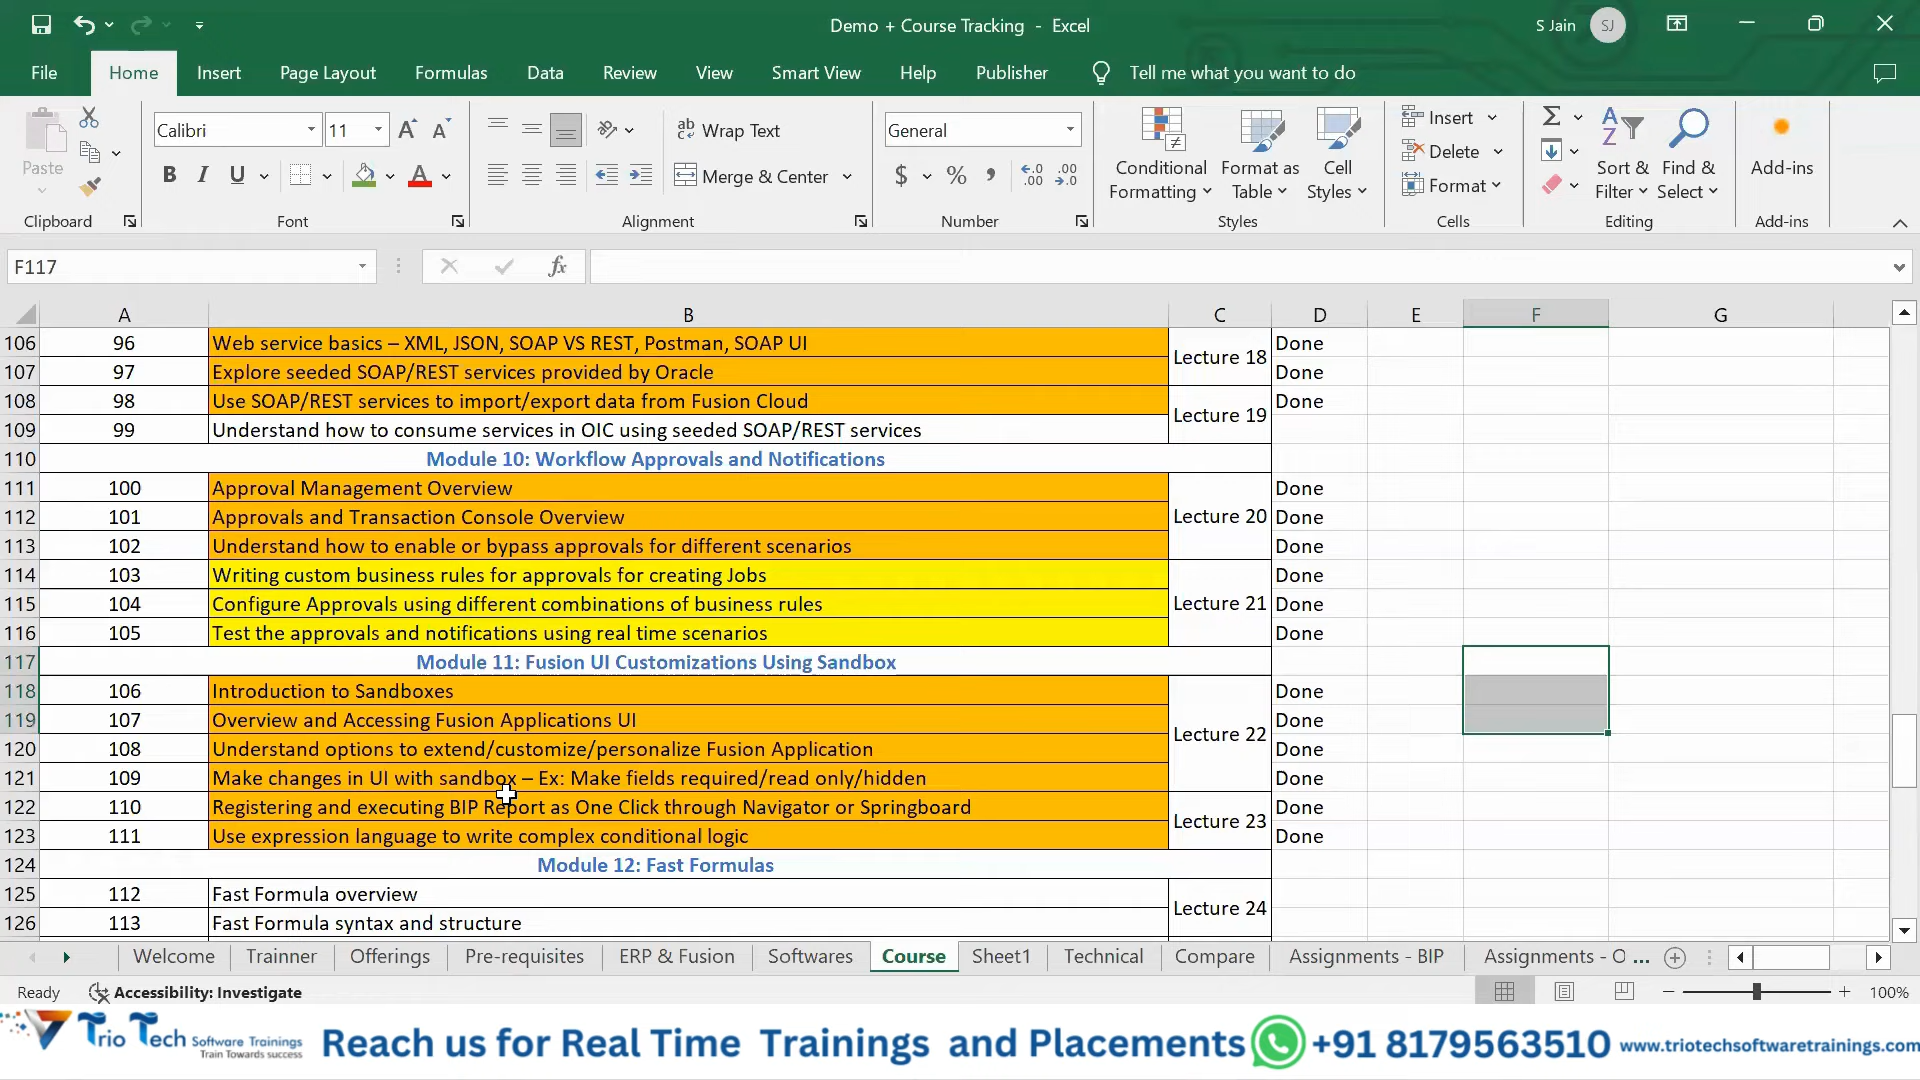 Demo + Course Tracking - Excel
S Jain
SJ
File Home Insert Page Layout Formulas Data Review View Smart View Help Publisher Tell me what you want to do
Paste
Calibri 11
B I U
ab Wrap Text
Merge & Center
General
$ % ,
Conditional Formatting
Format as Table
Cell Styles
Insert
Delete
Format
Sort & Filter
Find & Select
Add-ins
Clipboard Font Alignment Number Styles Cells Editing Add-ins
F117 fx
A B C D E F G
106 96 Web service basics – XML, JSON, SOAP VS REST, Postman, SOAP UI Lecture 18 Done
107 97 Explore seeded SOAP/REST services provided by Oracle Done
108 98 Use SOAP/REST services to import/export data from Fusion Cloud Lecture 19 Done
109 99 Understand how to consume services in OIC using seeded SOAP/REST services
110 Module 10: Workflow Approvals and Notifications
111 100 Approval Management Overview Done
112 101 Approvals and Transaction Console Overview Lecture 20 Done
113 102 Understand how to enable or bypass approvals for different scenarios Done
114 103 Writing custom business rules for approvals for creating Jobs Done
115 104 Configure Approvals using different combinations of business rules Lecture 21 Done
116 105 Test the approvals and notifications using real time scenarios Done
117 Module 11: Fusion UI Customizations Using Sandbox
118 106 Introduction to Sandboxes Done
119 107 Overview and Accessing Fusion Applications UI Lecture 22 Done
120 108 Understand options to extend/customize/personalize Fusion Application Done
121 109 Make changes in UI with sandbox – Ex: Make fields required/read only/hidden Done
122 110 Registering and executing BIP Report as One Click through Navigator or Springboard Lecture 23 Done
123 111 Use expression language to write complex conditional logic Done
124 Module 12: Fast Formulas
125 112 Fast Formula overview Lecture 24
126 113 Fast Formula syntax and structure
Welcome Trainner Offerings Pre-requisites ERP & Fusion Softwares Course Sheet1 Technical Compare Assignments - BIP Assignments - O ...
Ready Accessibility: Investigate 100%
Trio Tech Software Trainings
Train Towards success
Reach us for Real Time Trainings and Placements +91 8179563510 www.triotechsoftwaretrainings.com